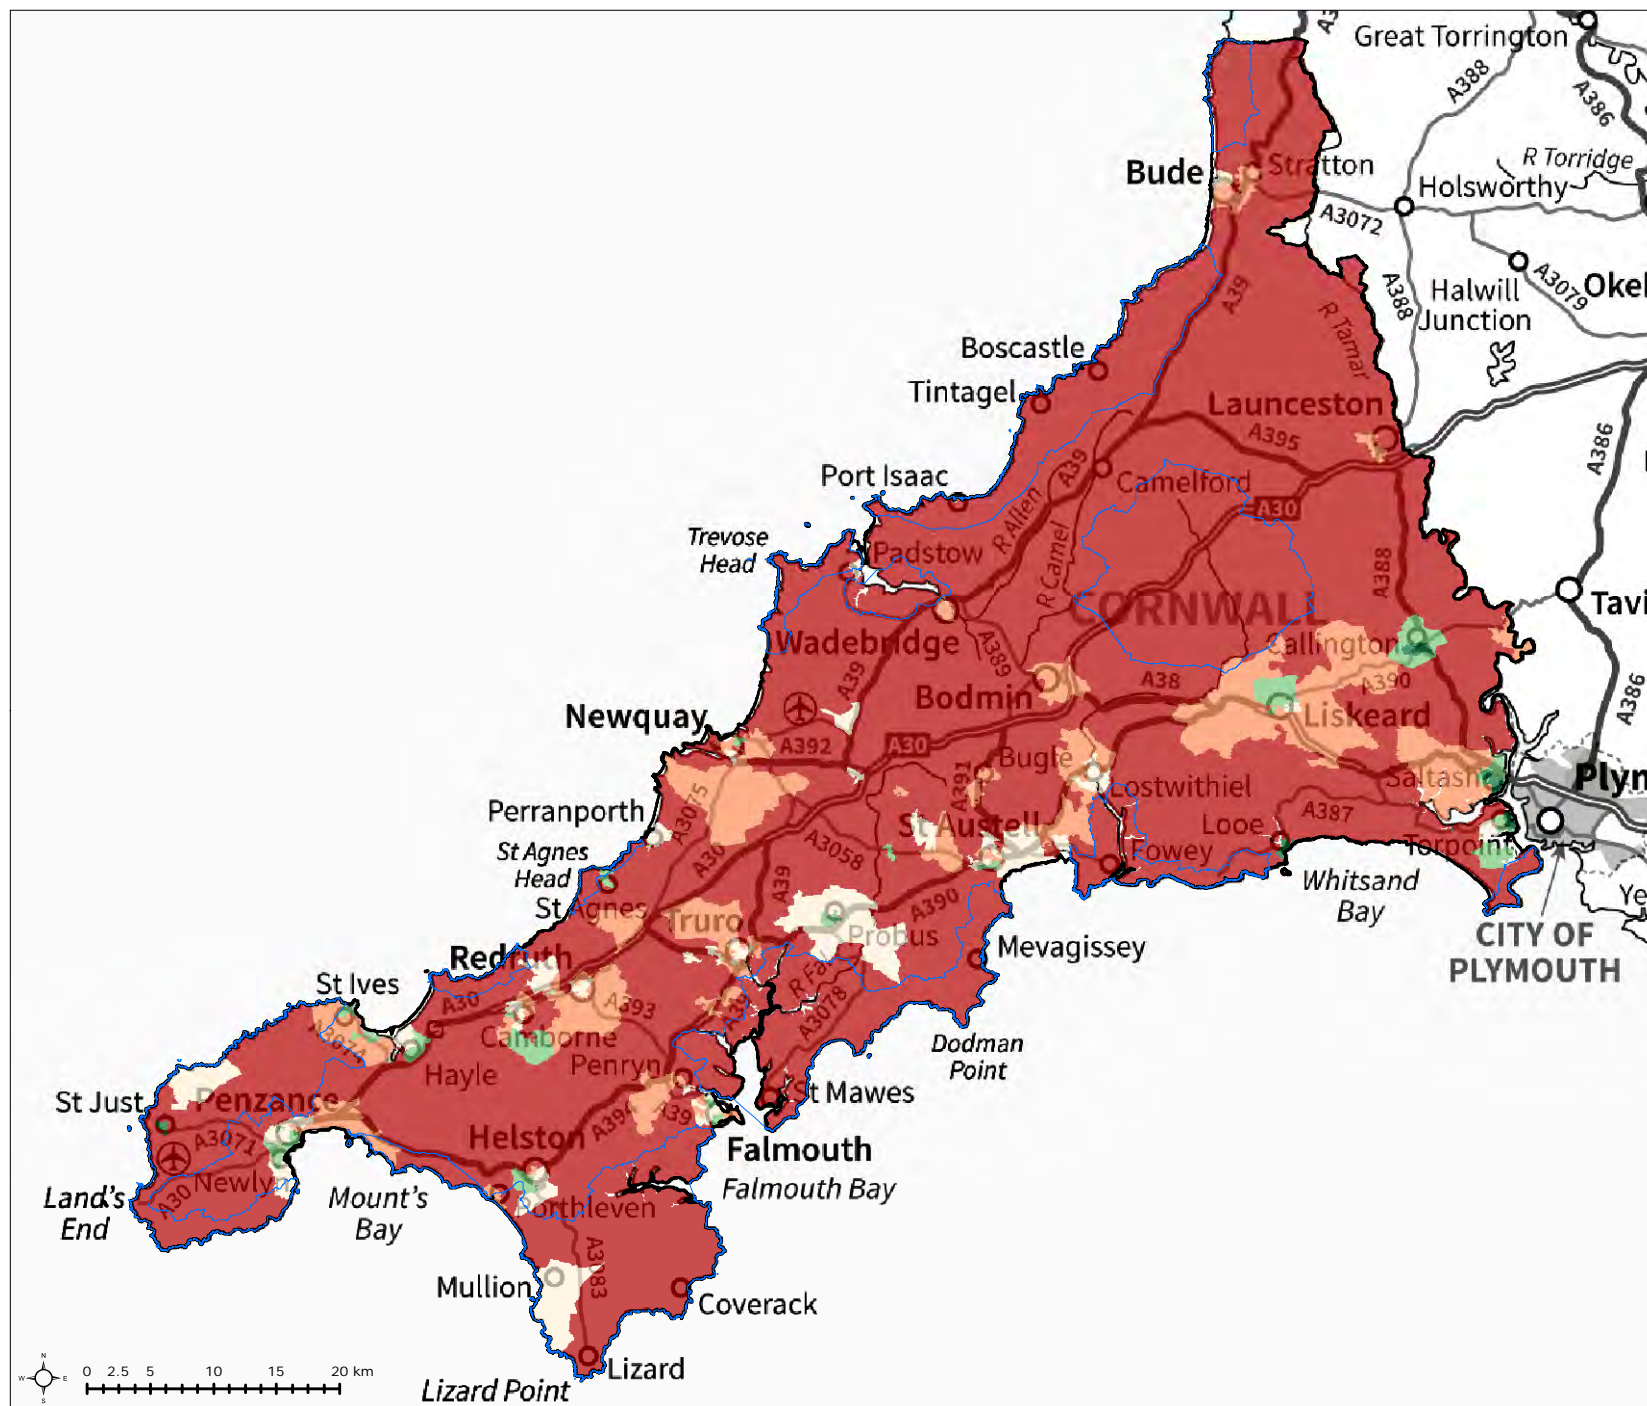 Great Torrington
A388
A386
R Torridge
Bude
Stratton
Holsworthy
A3072
A3079
A388
Halwill
Junction
A39
R Tamar
Boscastle
Tintagel
Launceston
A395
A386
Port Isaac
A39
Camelford
A30
Trevose
Head
R Allen
Padstow
R Camel
A388
CORNWALL
Wadebridge
A389
Callington
A39
Bodmin
A38
A390
A386
Newquay
Liskeard
A392
A30
Bugle
Saltash
A391
Lostwithiel
Perranporth
A3075
A387
St Austell
Looe
A3058
Torpoint
St Agnes
Head
A30
Fowey
A39
Whitsand
Bay
St Agnes
Truro
A390
Probus
CITY OF
PLYMOUTH
Mevagissey
Redruth
St Ives
A30
A393
A3078
Camborne
Dodman
Point
Penryn
Hayle
St Just
Penzance
St Mawes
A394
A39
A3071
Helston
Falmouth
Newlyn
Falmouth Bay
Land's
End
A30
Mount's
Bay
Porthleven
A3083
Mullion
Coverack
Lizard
Lizard Point
N
W
E
S
0 2.5 5 10 15 20 km